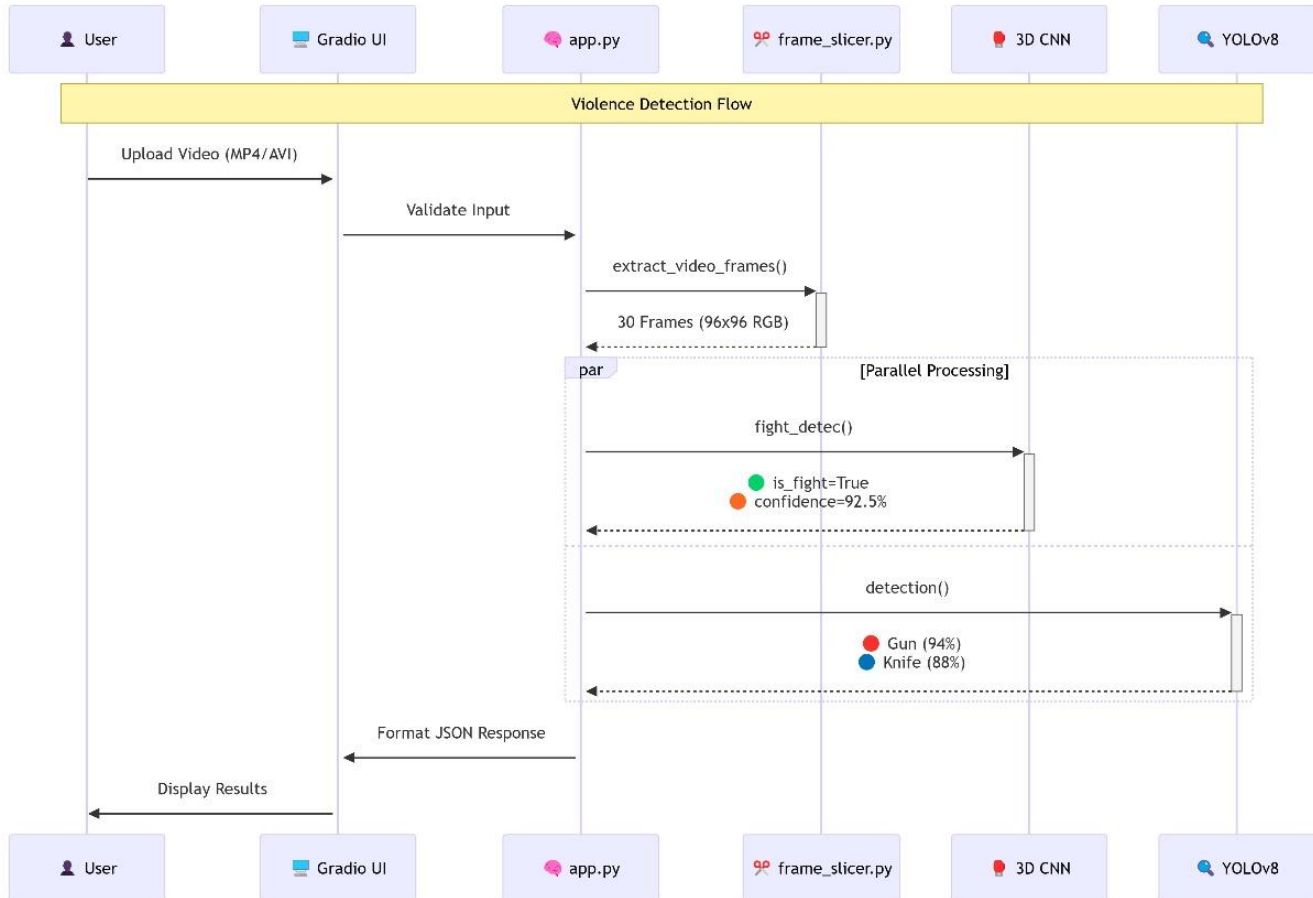 User
Gradio UI
app.py
frame_slicer.py
3D CNN
YOLOv8
Violence Detection Flow
Upload Video (MP4/AVI)
Validate Input
extract_video_frames()
30 Frames (96x96 RGB)
par
[Parallel Processing]
fight_detec()
is_fight=True
confidence=92.5%
detection()
Gun (94%)
Knife (88%)
Format JSON Response
Display Results
User
Gradio UI
app.py
frame_slicer.py
3D CNN
YOLOv8